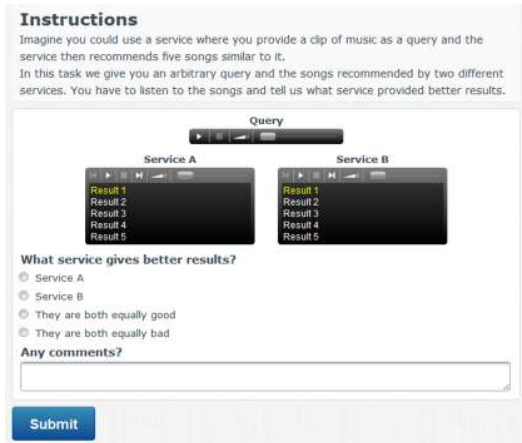 Instructions
Imagine you could use a service where you provide a clip of music as a query and the
service then recommends five songs similar to it.
In this task we give you an arbitrary query and the songs recommended by two different
services. You have to listen to the songs and tell us what service provided better results.
Query
Service A
Service B
Result 1
Result 2
Result 3
Result 4
Result 5
Result 1
Result 2
Result 3
Result 4
Result 5
What service gives better results?
Service A
Service B
They are both equally good
They are both equally bad
Any comments?
Submit